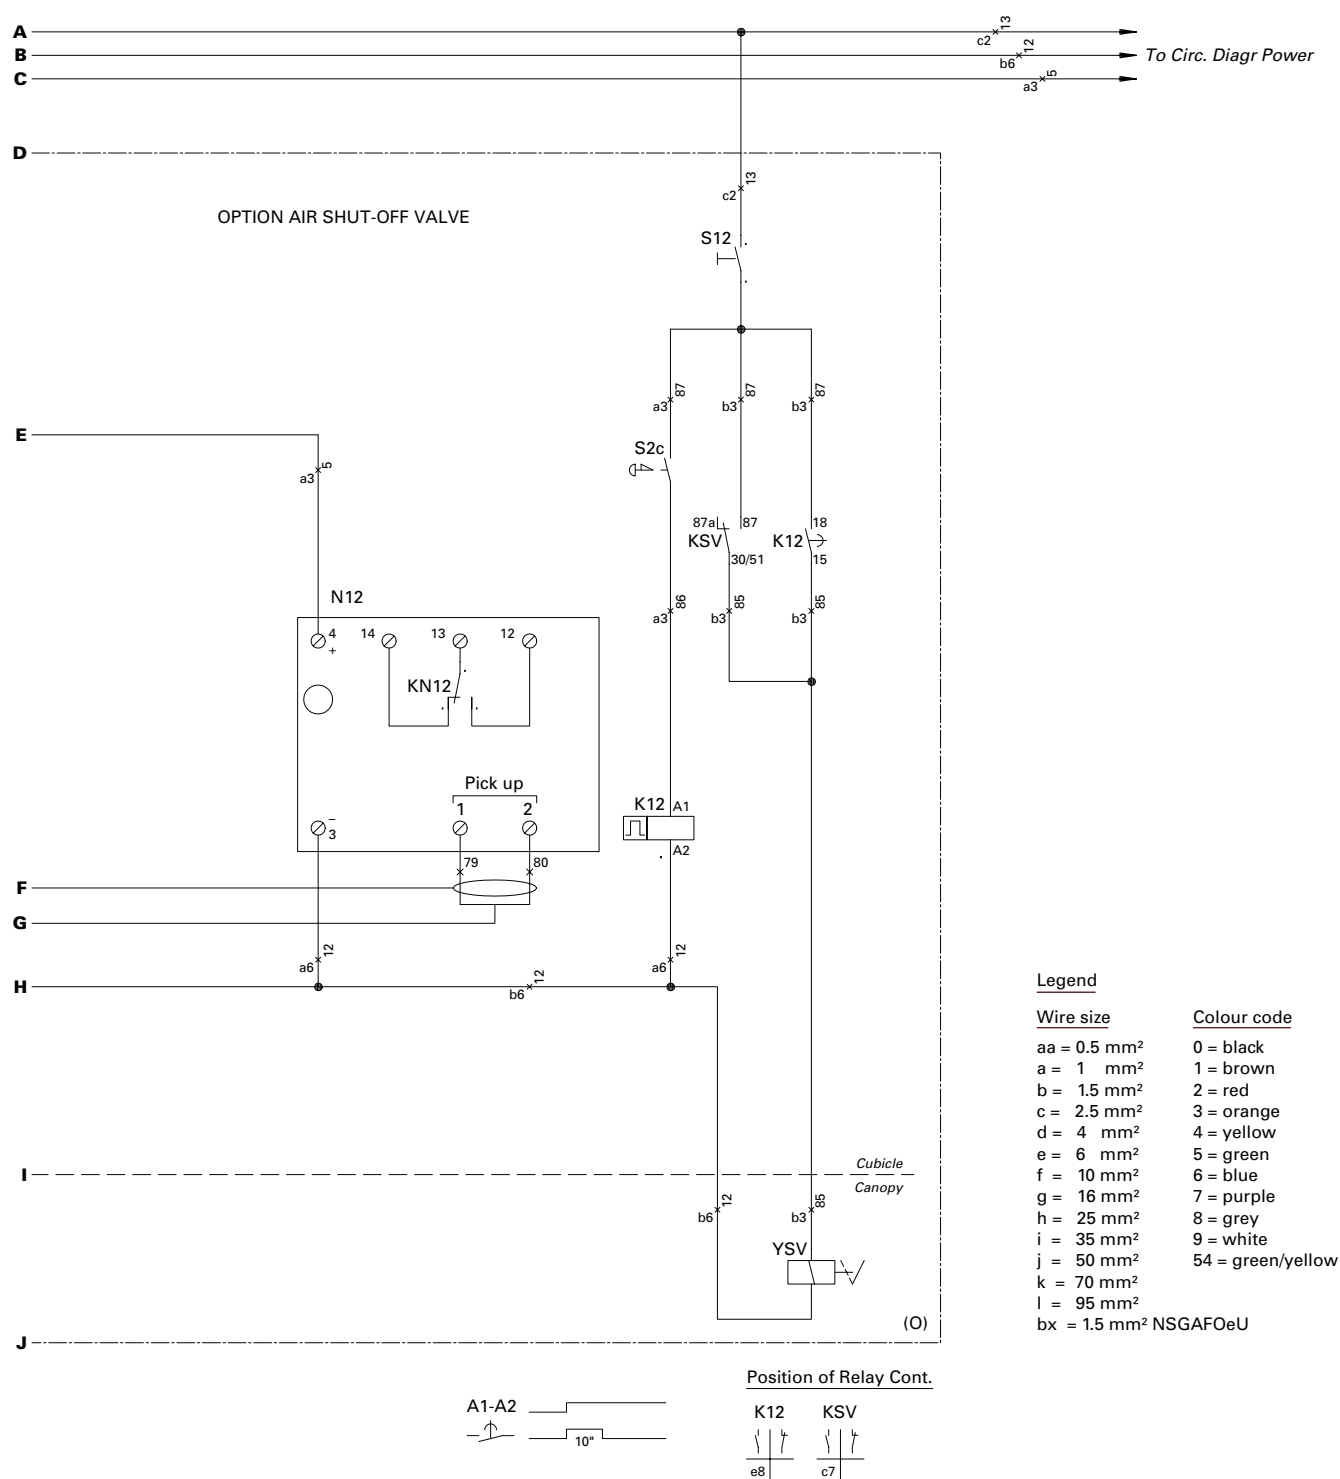 A
13
c2
B
12
b6
To Circ. Diagr Power
C
5
a3
D
13
c2
OPTION AIR SHUT-OFF VALVE
S12
87
87
87
a3
b3
b3
E
S2c
5
a3
87a
87
18
KSV
K12
30/51
15
N12
86
85
85
a3
b3
b3
4
14
13
12
+
KN12
Pick up
1
2
K12
A1
–
3
A2
79
80
F
G
12
12
a6
a6
12
H
b6
Legend
Wire size
Colour code
aa = 0.5 mm²
0 = black
a = 1 mm²
1 = brown
b = 1.5 mm²
2 = red
c = 2.5 mm²
3 = orange
d = 4 mm²
4 = yellow
e = 6 mm²
5 = green
f = 10 mm²
6 = blue
g = 16 mm²
7 = purple
h = 25 mm²
8 = grey
i = 35 mm²
9 = white
j = 50 mm²
54 = green/yellow
k = 70 mm²
l = 95 mm²
bx = 1.5 mm² NSGAFOeU
Cubicle
I
Canopy
12
85
b6
b3
YSV
(O)
J
Position of Relay Cont.
A1-A2
K12
KSV
10"
e8
c7